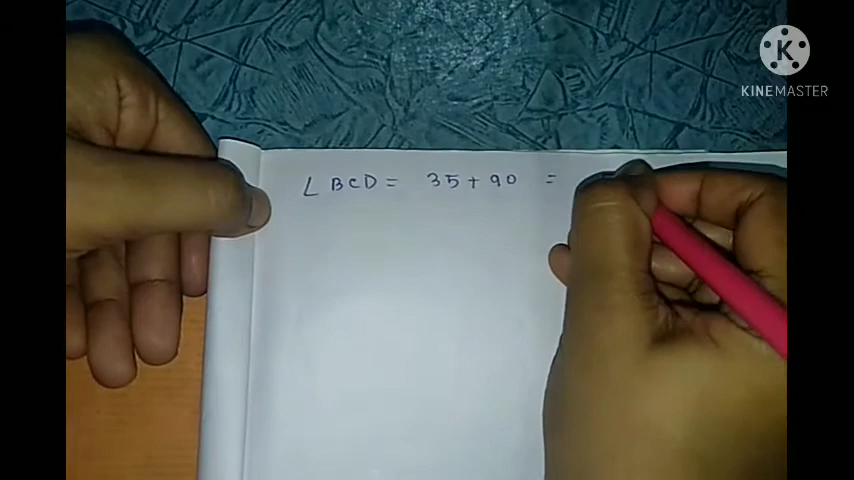 K
KINEMASTER
∠BCD = 35 + 90 =